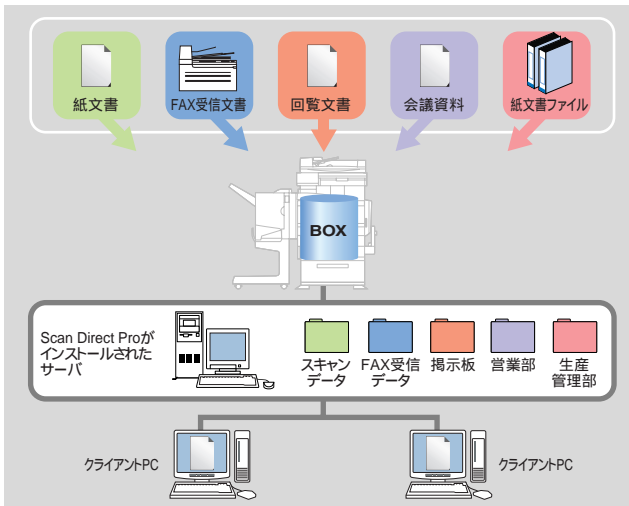 紙文書
FAX受信文書
回覧文書
会議資料
紙文書ファイル
BOX
Scan Direct Proが
インストールされた
サーバ
スキャン
データ
FAX受信
データ
掲示板
営業部
生産
管理部
クライアントPC
クライアントPC